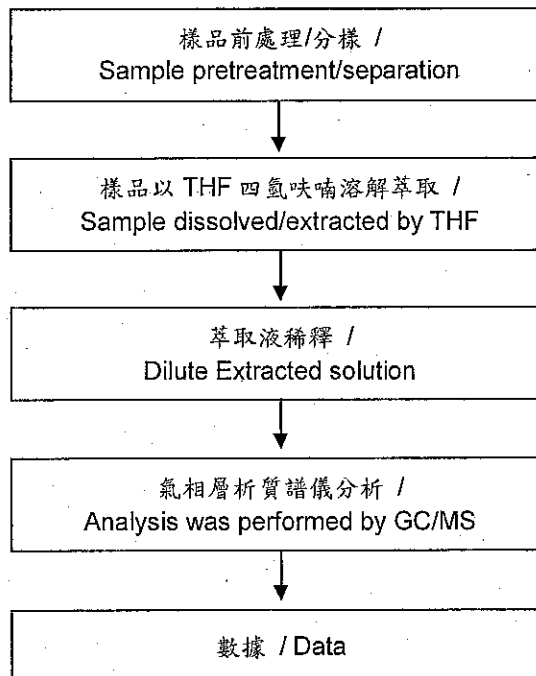 樣品前處理/分樣 /
Sample pretreatment/separation
樣品以 THF 四氫呋喃溶解萃取 /
Sample dissolved/extracted by THF
萃取液稀釋 /
Dilute Extracted solution
氣相層析質譜儀分析 /
Analysis was performed by GC/MS
數據 / Data